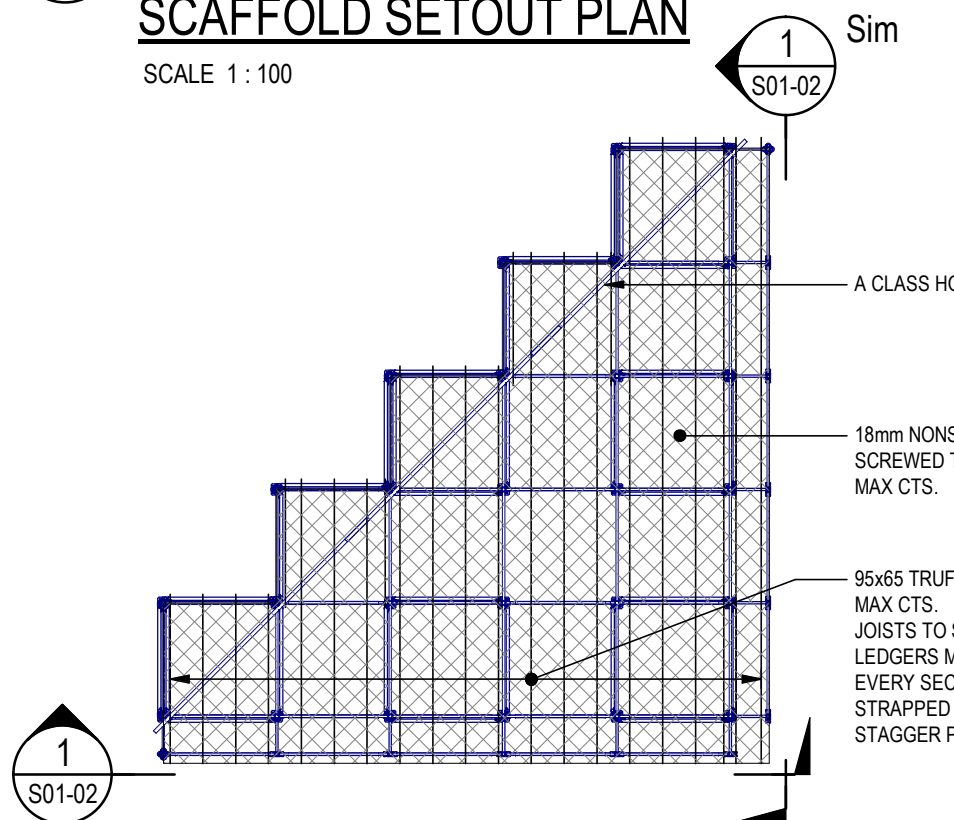 SCAFFOLD SETOUT PLAN
SCALE 1 : 100
1
S01-02
Sim
A CLASS HO
18mm NONS
SCREWED T
MAX CTS.
95x65 TRUF
MAX CTS.
JOISTS TO S
LEDGERS M
EVERY SEC
STRAPPED
STAGGER P
1
S01-02